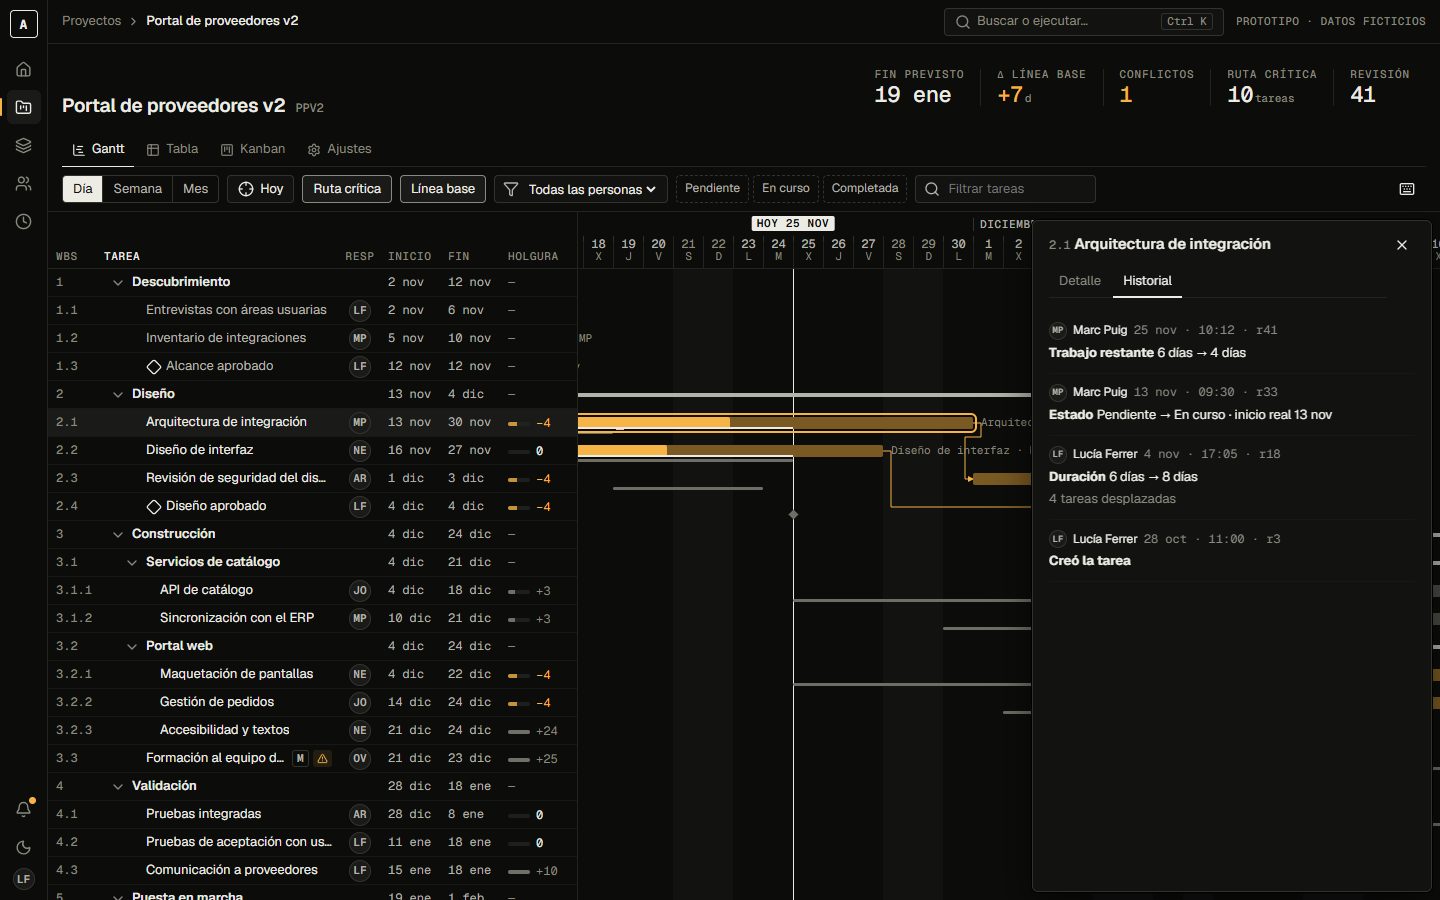 A
Proyectos > Portal de proveedores v2
Buscar o ejecutar...
Ctrl K
PROTOTIPO · DATOS FICTICIOS
Portal de proveedores v2 PPV2
FIN PREVISTO
19 ene
Δ LÍNEA BASE
+7d
CONFLICTOS
1
RUTA CRÍTICA
10 tareas
REVISIÓN
41
Gantt
Tabla
Kanban
Ajustes
Día
Semana
Mes
Hoy
Ruta crítica
Línea base
Todas las personas
Pendiente
En curso
Completada
Filtrar tareas
HOY 25 NOV
WBS TAREA RESP INICIO FIN HOLGURA
18 19 20 21 22 23 24 25 26 27 28 29 30 1 2
X J V S D L M X J V S D L M X
1 Descubrimiento 2 nov 12 nov —
1.1 Entrevistas con áreas usuarias LF 2 nov 6 nov —
1.2 Inventario de integraciones MP 5 nov 10 nov —
MP
1.3 Alcance aprobado LF 12 nov 12 nov —
2 Diseño 13 nov 4 dic —
2.1 Arquitectura de integración MP 13 nov 30 nov −4
2.2 Diseño de interfaz NE 16 nov 27 nov 0
Diseño de interfaz ·
2.3 Revisión de seguridad del dis... AR 1 dic 3 dic −4
2.4 Diseño aprobado LF 4 dic 4 dic −4
3 Construcción 4 dic 24 dic —
3.1 Servicios de catálogo 4 dic 21 dic —
3.1.1 API de catálogo JO 4 dic 18 dic +3
3.1.2 Sincronización con el ERP MP 10 dic 21 dic +3
3.2 Portal web 4 dic 24 dic —
3.2.1 Maquetación de pantallas NE 4 dic 22 dic −4
3.2.2 Gestión de pedidos JO 14 dic 24 dic −4
3.2.3 Accesibilidad y textos NE 21 dic 24 dic +24
3.3 Formación al equipo d... M OV 21 dic 23 dic +25
4 Validación 28 dic 18 ene —
4.1 Pruebas integradas AR 28 dic 8 ene 0
4.2 Pruebas de aceptación con us... LF 11 ene 18 ene 0
4.3 Comunicación a proveedores LF 15 ene 18 ene +10
5 Puesta en marcha 19 ene 1 feb —
LF
2.1 Arquitectura de integración
Detalle
Historial
MP Marc Puig 25 nov · 10:12 · r41
Trabajo restante 6 días → 4 días
MP Marc Puig 13 nov · 09:30 · r33
Estado Pendiente → En curso · inicio real 13 nov
LF Lucía Ferrer 4 nov · 17:05 · r18
Duración 6 días → 8 días
4 tareas desplazadas
LF Lucía Ferrer 28 oct · 11:00 · r3
Creó la tarea